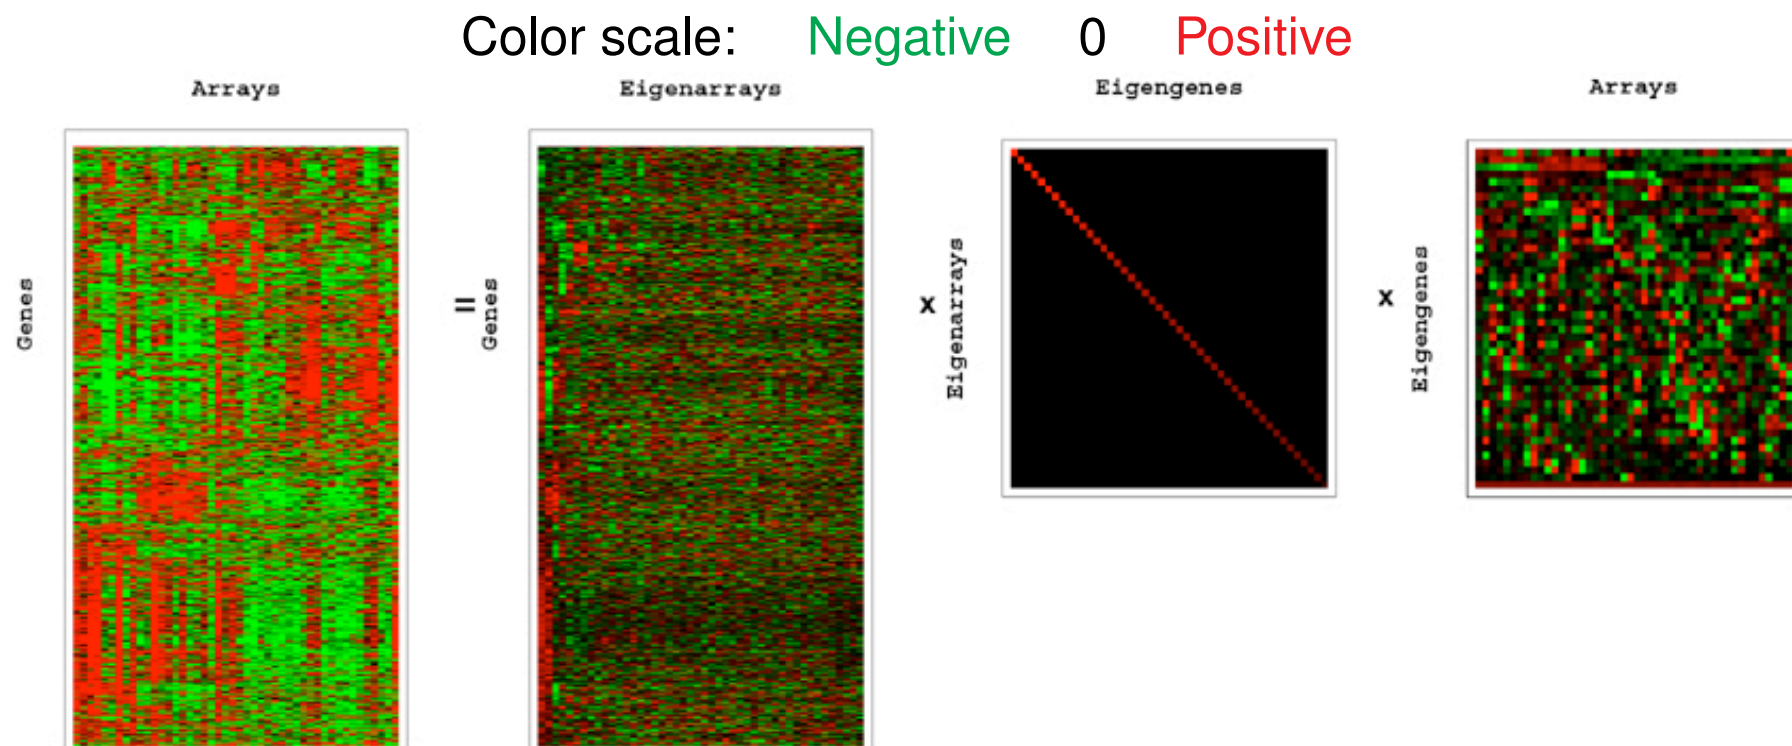 Color scale: Negative 0 Positive
Arrays
Eigenarrays
Eigengenes
Arrays
Genes
=
Genes
x
Eigenarrays
x
Eigengenes